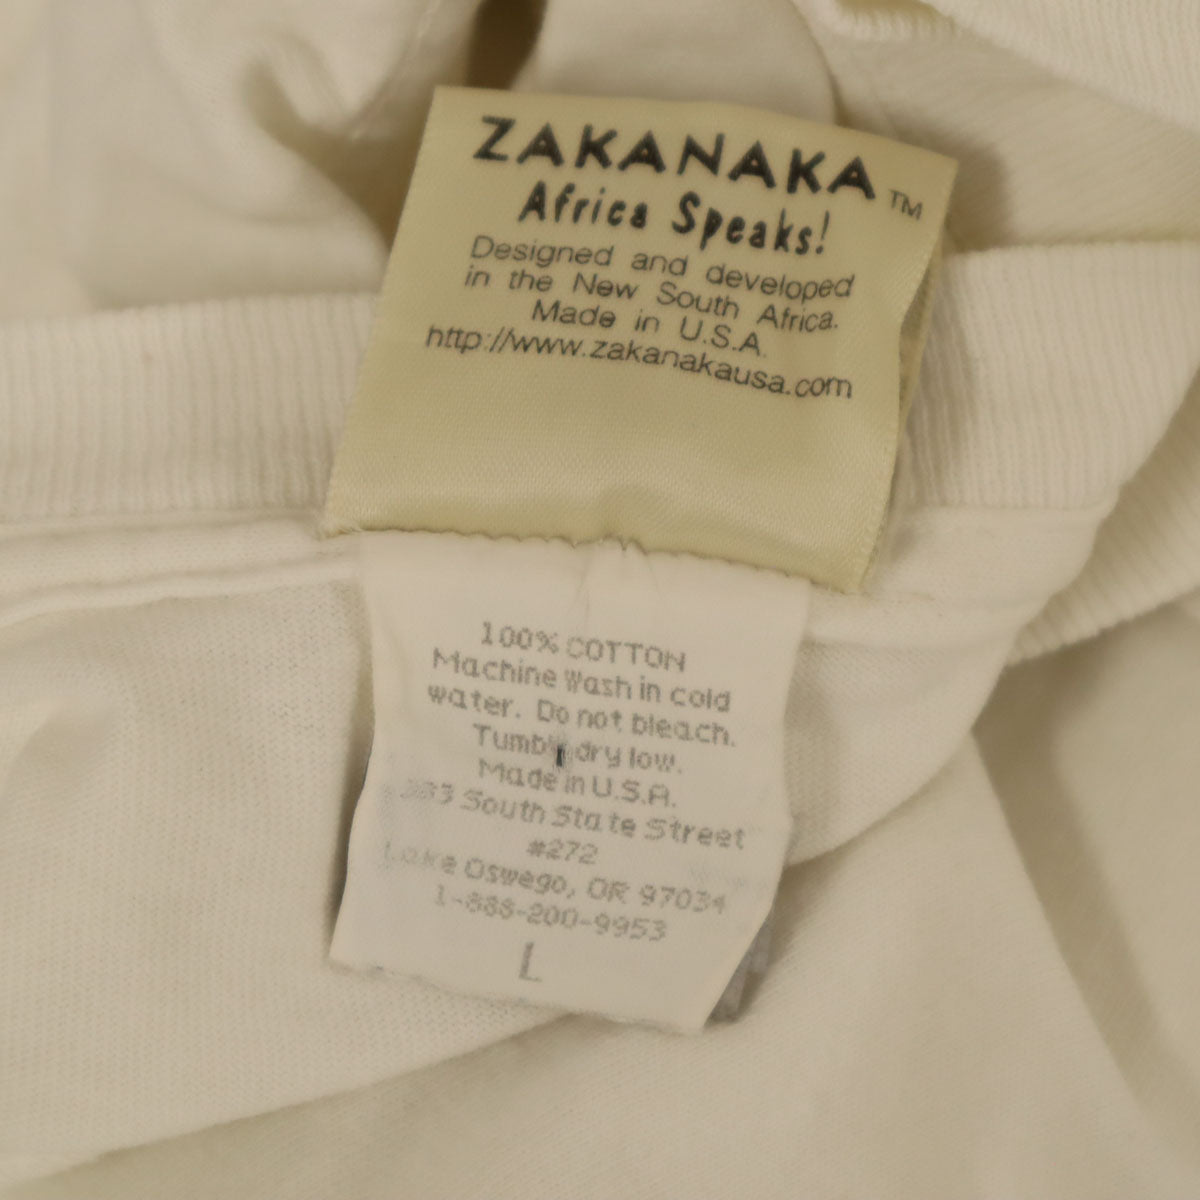 ZAKANAKA TM
Africa Speaks!
Designed and developed
in the New South Africa.
Made in U.S.A.
http://www.zakanakausa.com
100% COTTON
Machine Wash in cold
water. Do not bleach.
dry low.
Made in U.S.A.
South State Street
#272
Lake Oswego, OR 97034
1-888-200-9953
L